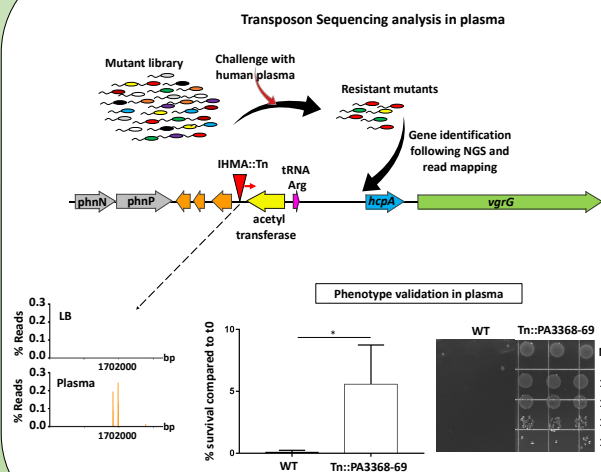 Transposon Sequencing analysis in plasma
Mutant library
Challenge with
human plasma
Resistant mutants
Gene identification
following NGS and
read mapping
IHMA::Tn
tRNA
Arg
phnN
phnP
hcpA
vgrG
acetyl
transferase
Phenotype validation in plasma
% Reads
0.3
0.2
0.1
0.0
LB
1702000
bp
% Reads
0.3
0.2
0.1
0.0
Plasma
1702000
bp
% survival compared to t0
10
5
0
*
WT
Tn::PA3368-69
WT
Tn::PA3368-69